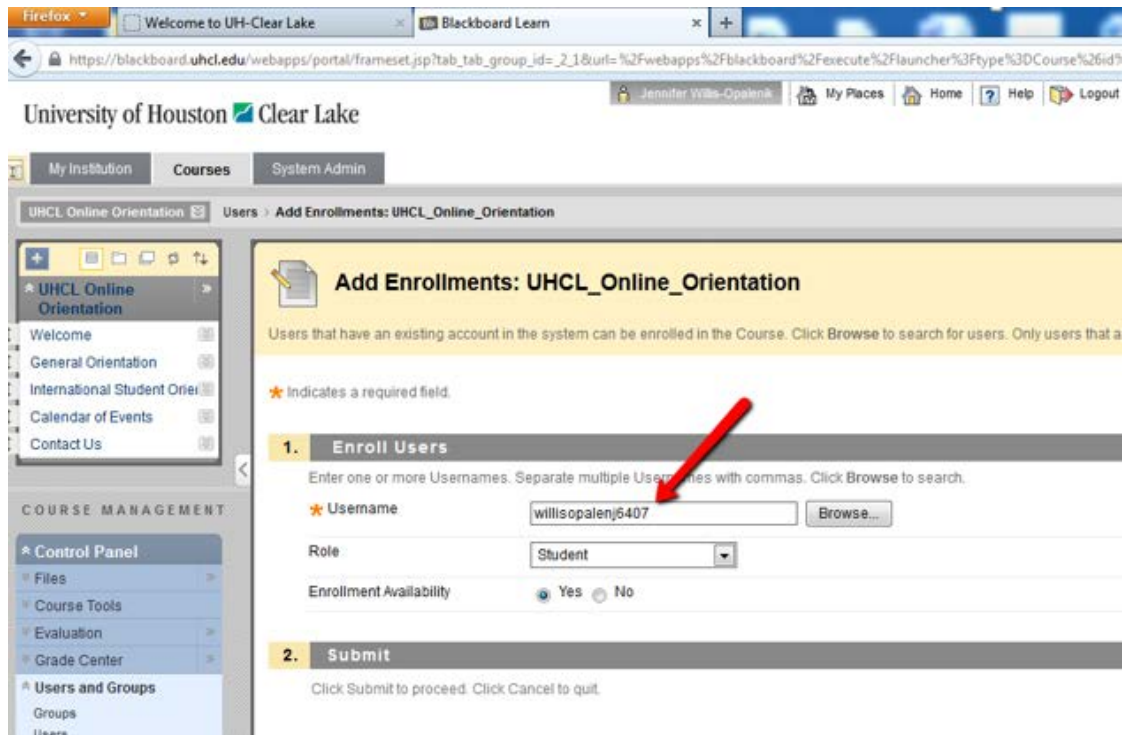 Firefox
Welcome to UH-Clear Lake
Blackboard Learn
https://blackboard.uhcl.edu/webapps/portal/frameset.jsp?tab_tab_group_id=_2_1&url=%2Fwebapps%2Fblackboard%2Fexecute%2Flauncher%3Ftype%3DCourse%26id%
Jennifer Willis-Opalenik My Places Home Help Logout
University of Houston Clear Lake
My Institution Courses System Admin
UHCL Online Orientation Users > Add Enrollments: UHCL_Online_Orientation
UHCL Online
Orientation
Welcome
General Orientation
International Student Orien
Calendar of Events
Contact Us
COURSE MANAGEMENT
Control Panel
Files
Course Tools
Evaluation
Grade Center
Users and Groups
Groups
Users
Add Enrollments: UHCL_Online_Orientation
Users that have an existing account in the system can be enrolled in the Course. Click Browse to search for users. Only users that a
Indicates a required field.
1. Enroll Users
Enter one or more Usernames. Separate multiple Usernames with commas. Click Browse to search.
Username willisopalenj6407 Browse...
Role Student
Enrollment Availability Yes No
2. Submit
Click Submit to proceed. Click Cancel to quit.